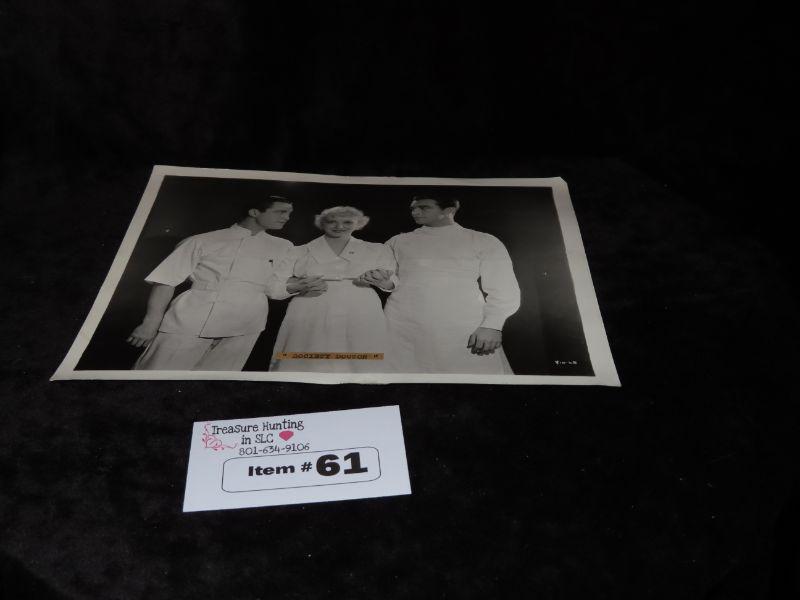 " SOCIETY DOCTOR "
Treasure Hunting
in SLC
801-634-9106
Item # 61